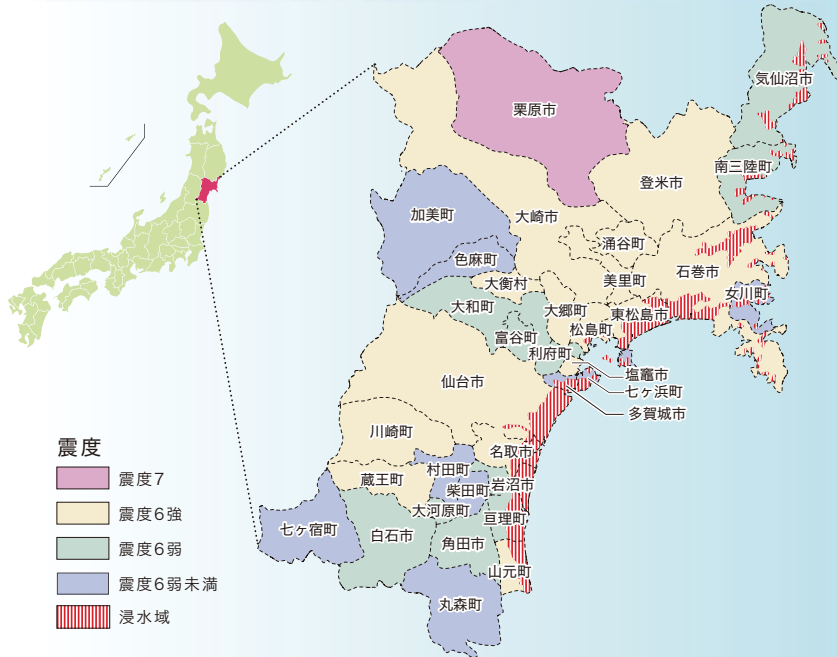 気仙沼市
栗原市
南三陸町
登米市
加美町
大崎市
涌谷町
色麻町
石巻市
大衡村
美里町
女川町
大和町
大郷町
東松島市
富谷町
松島町
利府町
塩竈市
仙台市
七ヶ浜町
多賀城市
川崎町
名取市
村田町
蔵王町
柴田町
岩沼市
大河原町
亘理町
七ヶ宿町
白石市
角田市
山元町
丸森町
震度
震度7
震度6強
震度6弱
震度6弱未満
浸水域